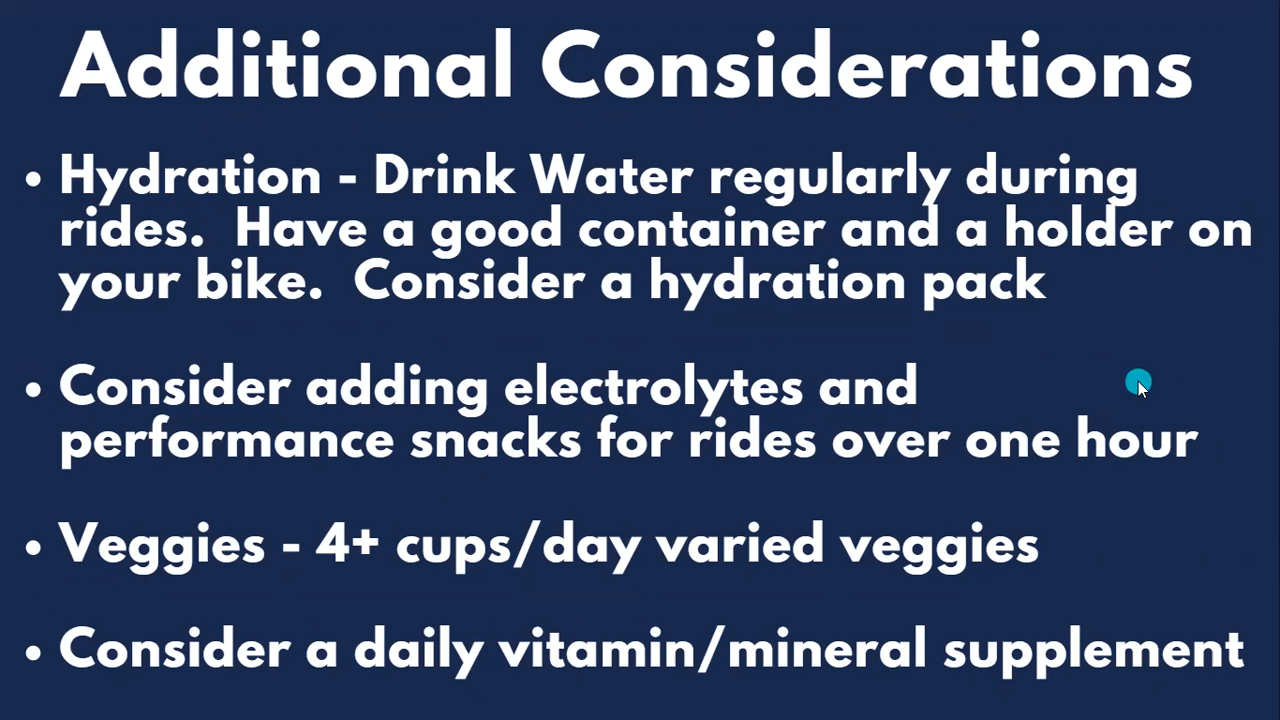 Additional Considerations
• Hydration - Drink Water regularly during
rides.  Have a good container and a holder on
your bike.  Consider a hydration pack
• Consider adding electrolytes and
performance snacks for rides over one hour
• Veggies - 4+ cups/day varied veggies
• Consider a daily vitamin/mineral supplement